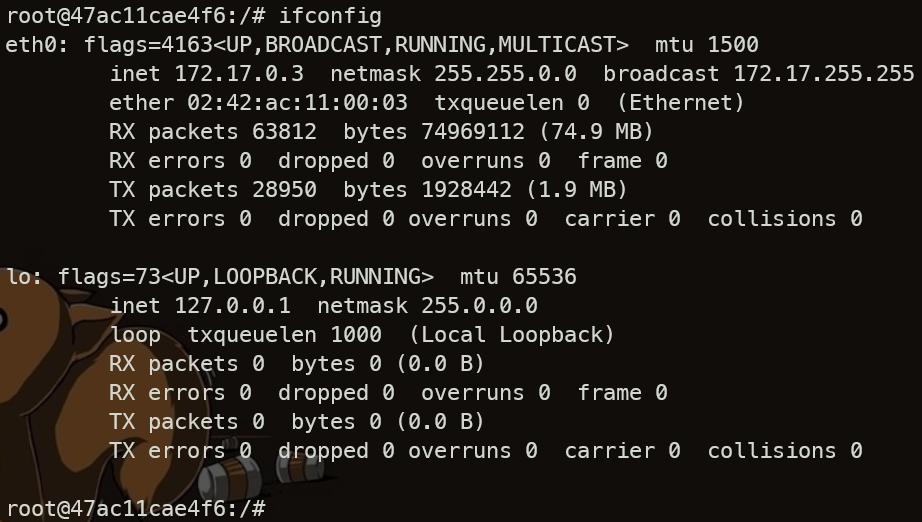 root@47ac11cae4f6:/# ifconfig
eth0: flags=4163<UP,BROADCAST,RUNNING,MULTICAST>  mtu 1500
        inet 172.17.0.3  netmask 255.255.0.0  broadcast 172.17.255.255
        ether 02:42:ac:11:00:03  txqueuelen 0  (Ethernet)
        RX packets 63812  bytes 74969112 (74.9 MB)
        RX errors 0  dropped 0  overruns 0  frame 0
        TX packets 28950  bytes 1928442 (1.9 MB)
        TX errors 0  dropped 0 overruns 0  carrier 0  collisions 0

lo: flags=73<UP,LOOPBACK,RUNNING>  mtu 65536
        inet 127.0.0.1  netmask 255.0.0.0
        loop  txqueuelen 1000  (Local Loopback)
        RX packets 0  bytes 0 (0.0 B)
        RX errors 0  dropped 0  overruns 0  frame 0
        TX packets 0  bytes 0 (0.0 B)
        TX errors 0  dropped 0 overruns 0  carrier 0  collisions 0

root@47ac11cae4f6:/#